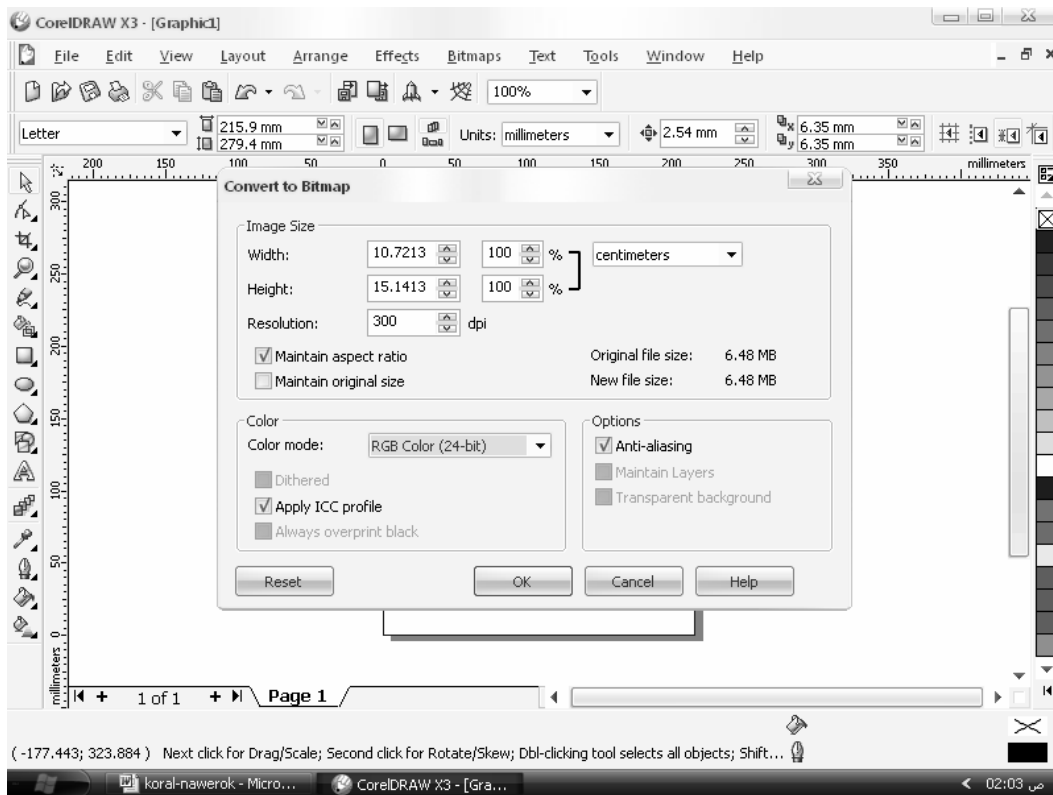 CorelDRAW X3 - [Graphic1]
File Edit View Layout Arrange Effects Bitmaps Text Tools Window Help
100%
Letter 215.9 mm Units: millimeters 2.54 mm x 6.35 mm
279.4 mm y 6.35 mm
200 150 100 50 0 50 100 150 200 250 300 350 millimeters
Convert to Bitmap
300
Image Size
Width: 10.7213 100 % centimeters
250
Height: 15.1413 100 %
Resolution: 300 dpi
200
Maintain aspect ratio Original file size: 6.48 MB
Maintain original size New file size: 6.48 MB
150
Color Options
Color mode: RGB Color (24-bit) Anti-aliasing
Dithered Maintain Layers
100
Apply ICC profile Transparent background
Always overprint black
50
Reset OK Cancel Help
0
millimeters
1 of 1 Page 1
( -177.443; 323.884 ) Next click for Drag/Scale; Second click for Rotate/Skew; Dbl-clicking tool selects all objects; Shift...
koral-nawerok - Micro... CorelDRAW X3 - [Gra... 02:03 ص